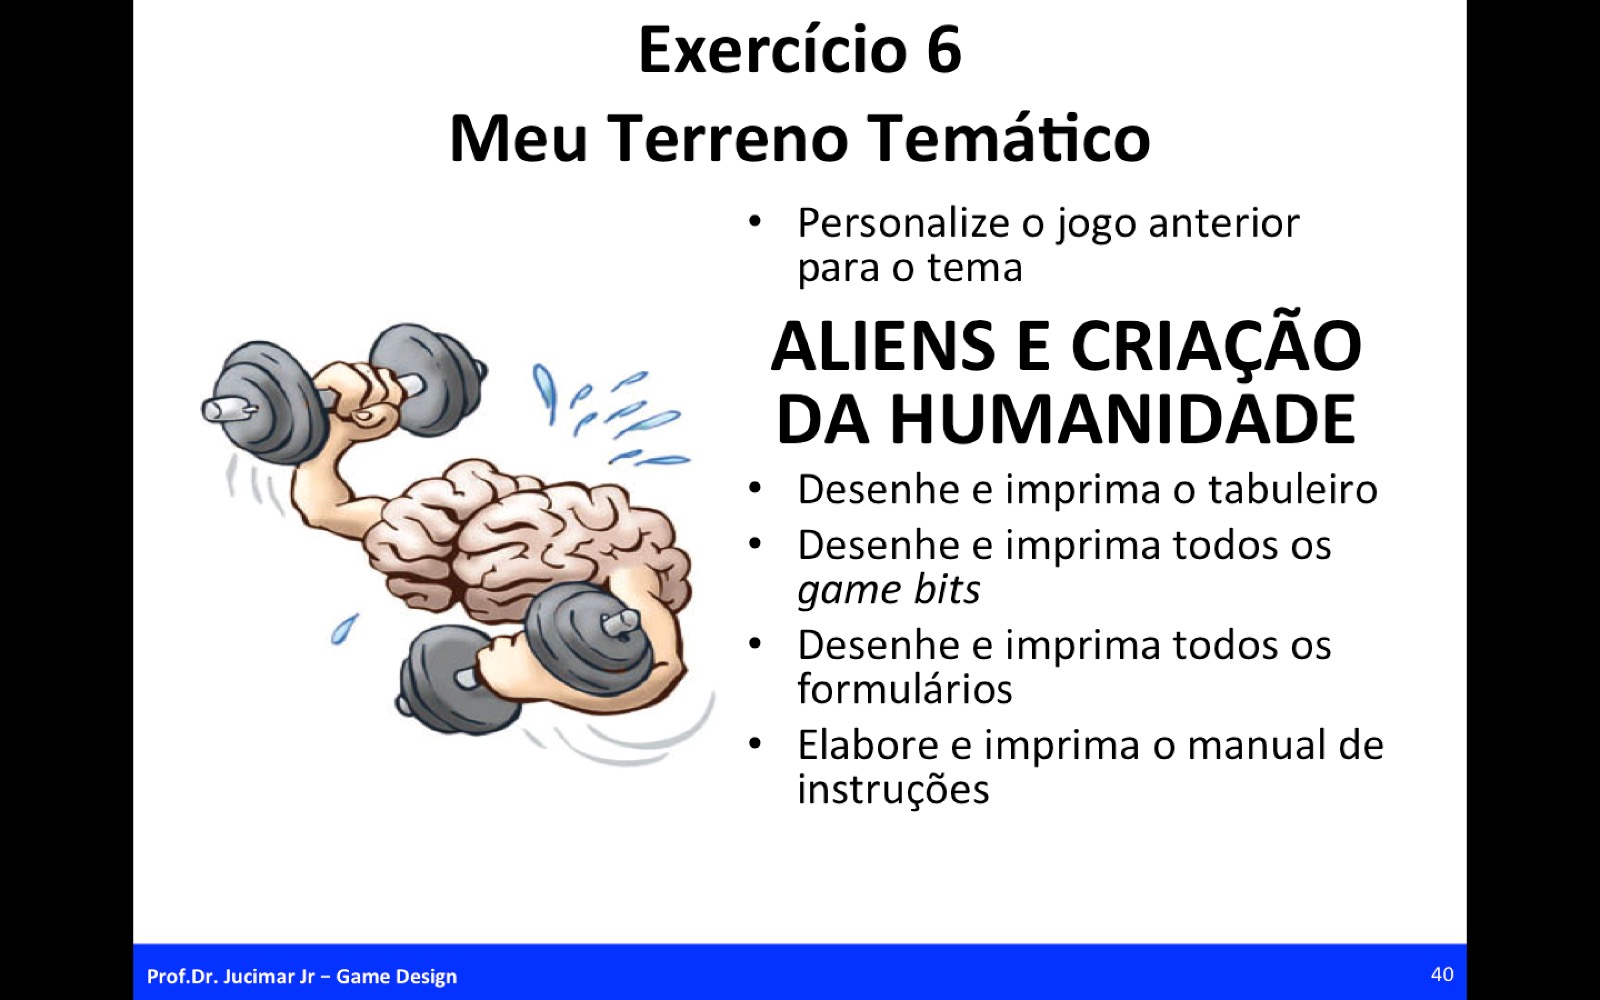 Exercício 6
Meu Terreno Temático
• Personalize o jogo anterior
para o tema
ALIENS E CRIAÇÃO
DA HUMANIDADE
• Desenhe e imprima o tabuleiro
• Desenhe e imprima todos os
game bits
• Desenhe e imprima todos os
formulários
• Elabore e imprima o manual de
instruções
Prof.Dr. Jucimar Jr – Game Design
40